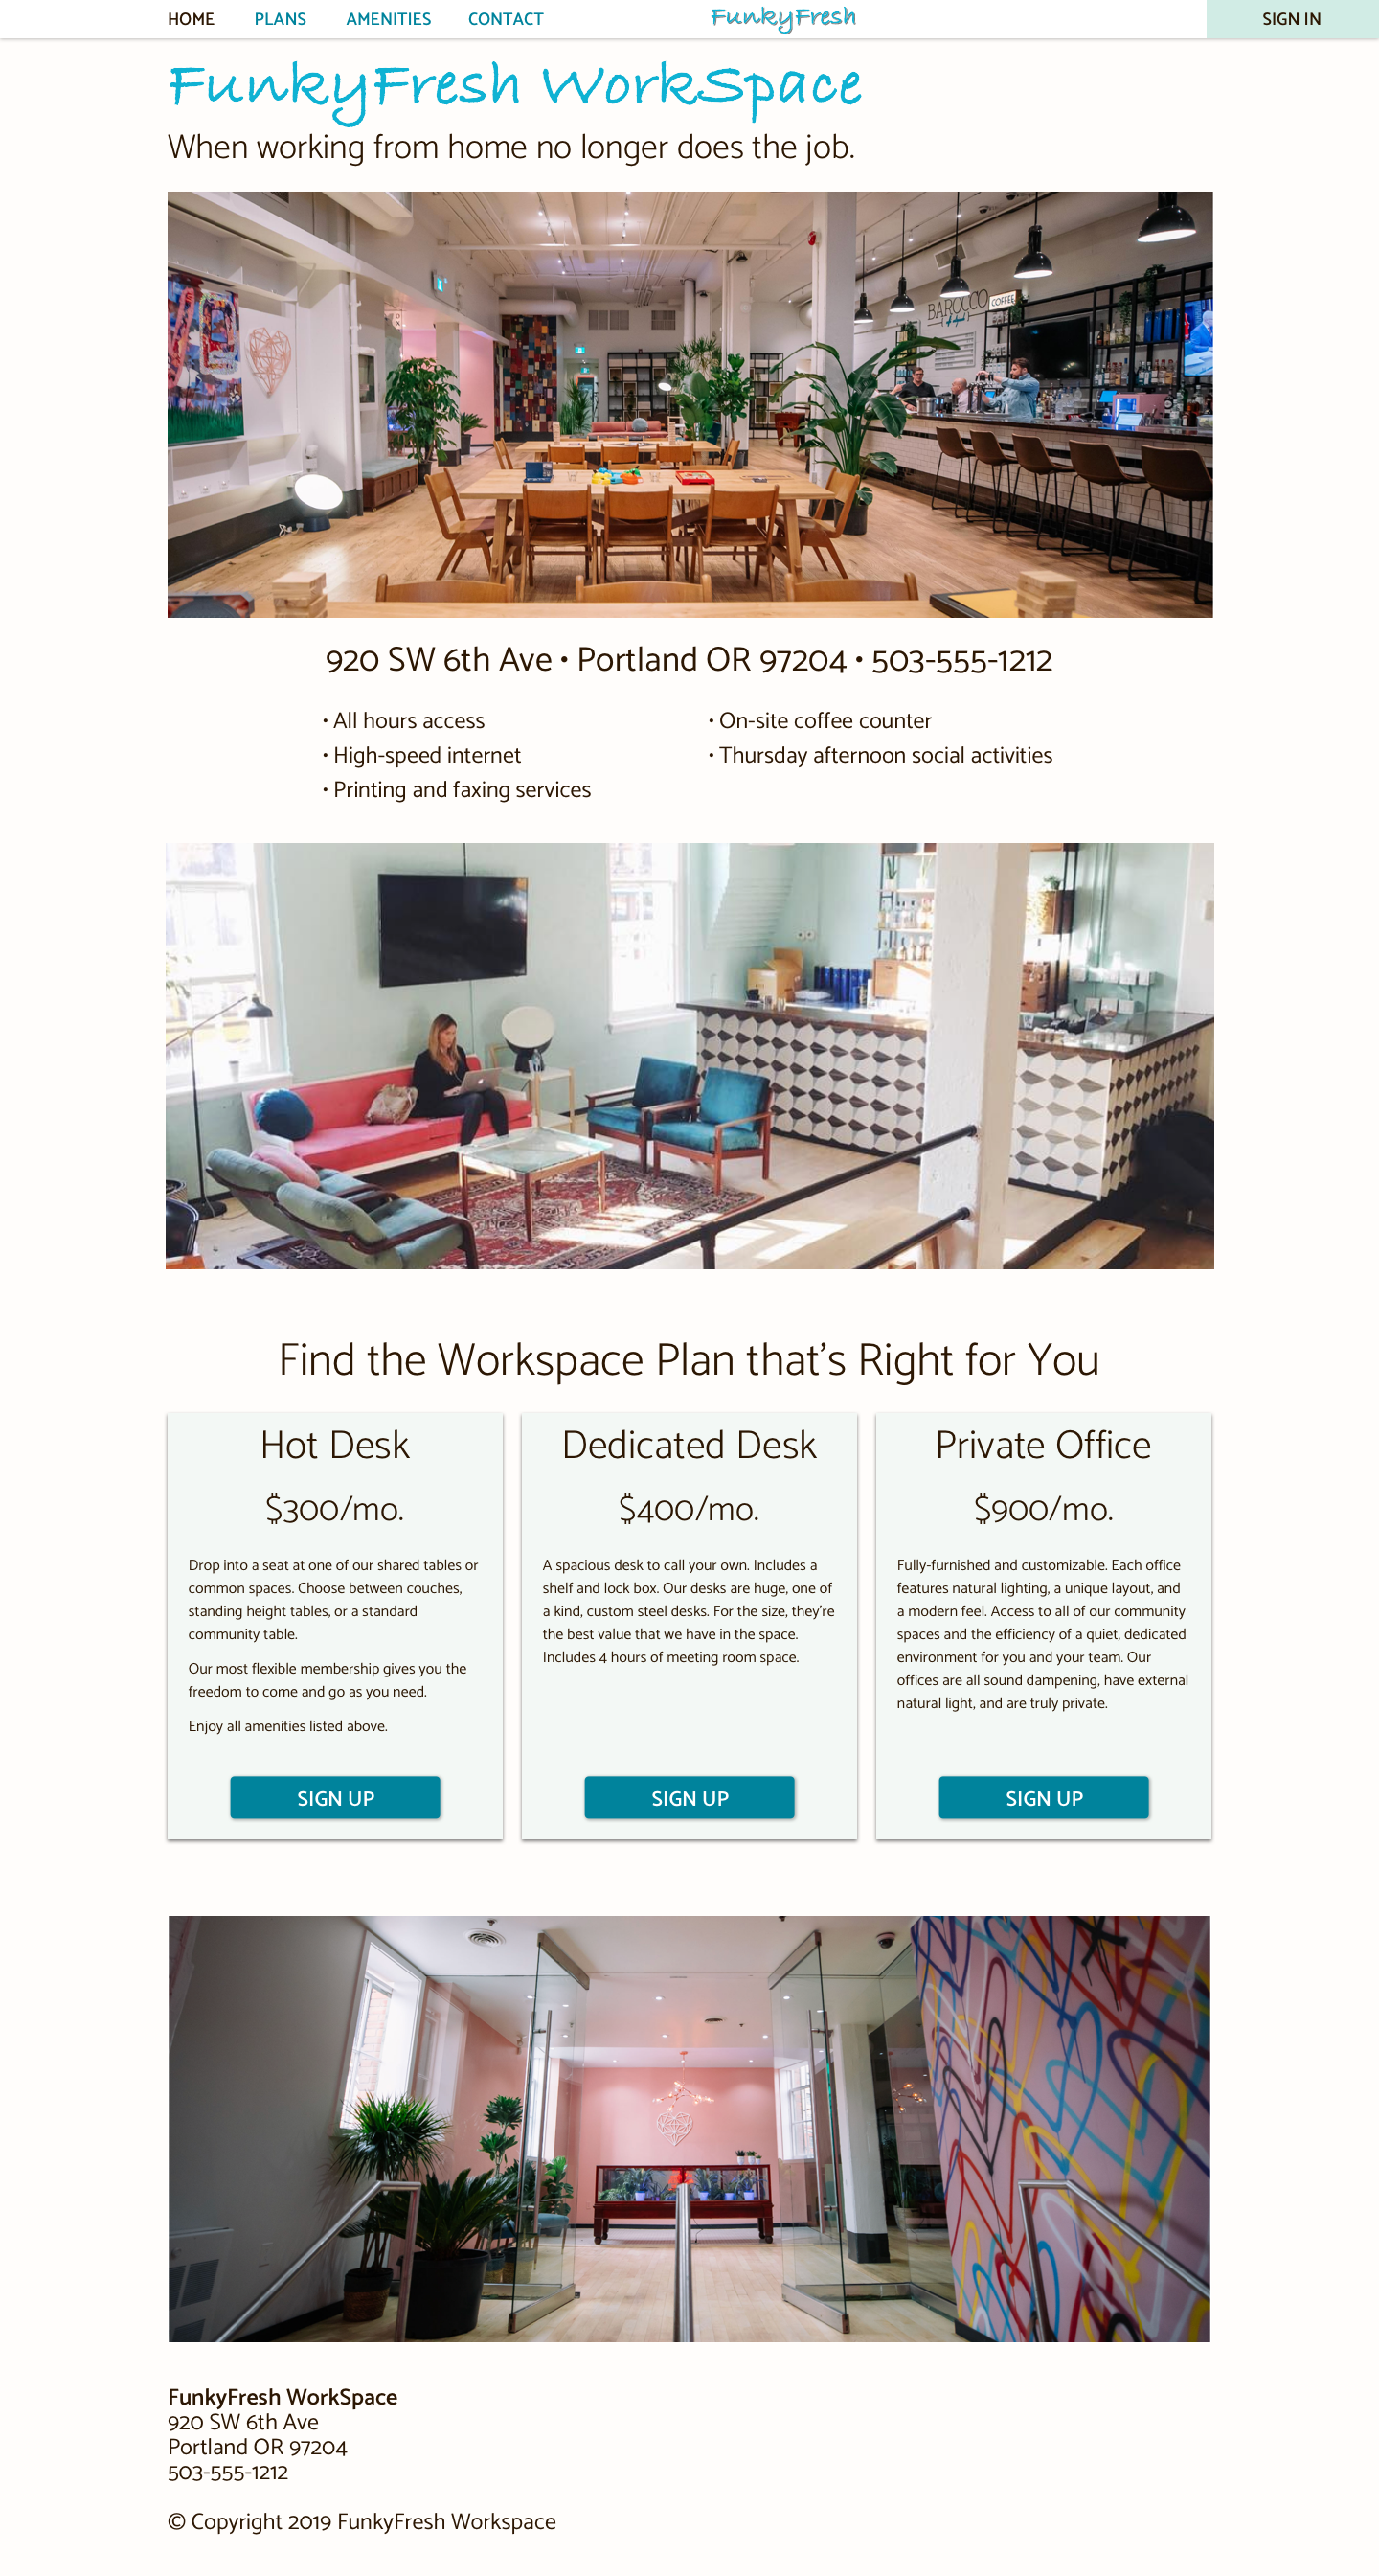 HOME PLANS AMENITIES CONTACT FunkyFresh SIGN IN
FunkyFresh WorkSpace
When working from home no longer does the job.
BAROCCO
COFFEE
920 SW 6th Ave • Portland OR 97204 • 503-555-1212
• All hours access
• High-speed internet
• Printing and faxing services
• On-site coffee counter
• Thursday afternoon social activities
Find the Workspace Plan that's Right for You
Hot Desk
$300/mo.
Drop into a seat at one of our shared tables or
common spaces. Choose between couches,
standing height tables, or a standard
community table.
Our most flexible membership gives you the
freedom to come and go as you need.
Enjoy all amenities listed above.
SIGN UP
Dedicated Desk
$400/mo.
A spacious desk to call your own. Includes a
shelf and lock box. Our desks are huge, one of
a kind, custom steel desks. For the size, they're
the best value that we have in the space.
Includes 4 hours of meeting room space.
SIGN UP
Private Office
$900/mo.
Fully-furnished and customizable. Each office
features natural lighting, a unique layout, and
a modern feel. Access to all of our community
spaces and the efficiency of a quiet, dedicated
environment for you and your team. Our
offices are all sound dampening, have external
natural light, and are truly private.
SIGN UP
FunkyFresh WorkSpace
920 SW 6th Ave
Portland OR 97204
503-555-1212
© Copyright 2019 FunkyFresh Workspace